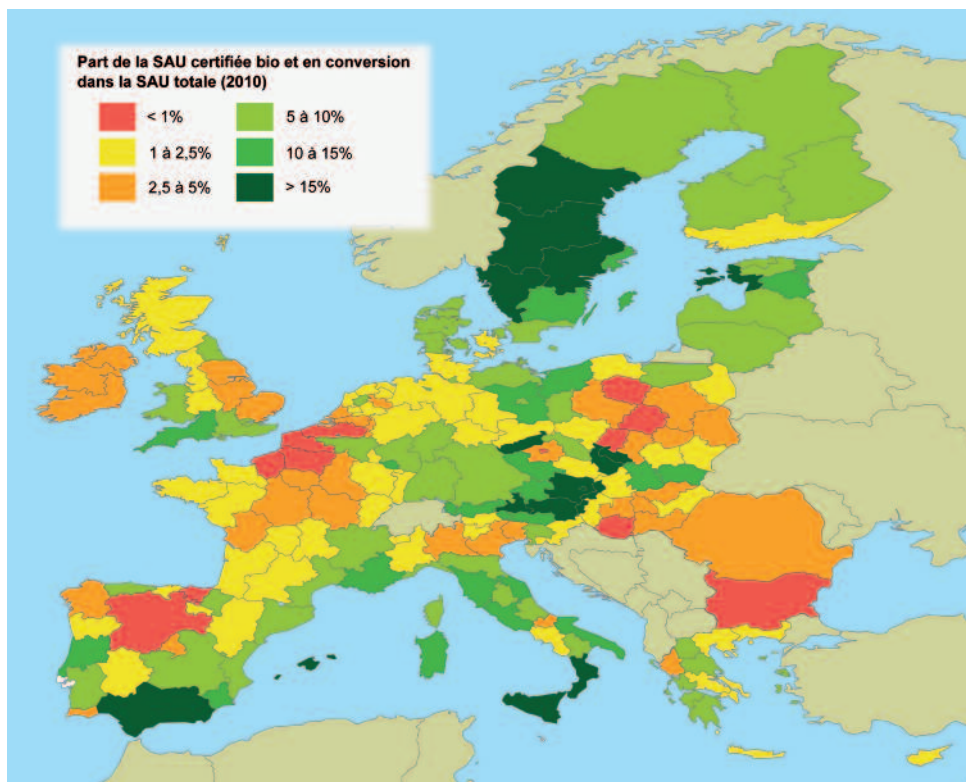 Part de la SAU certifiée bio et en conversion
dans la SAU totale (2010)
< 1%
5 à 10%
1 à 2,5%
10 à 15%
2,5 à 5%
> 15%